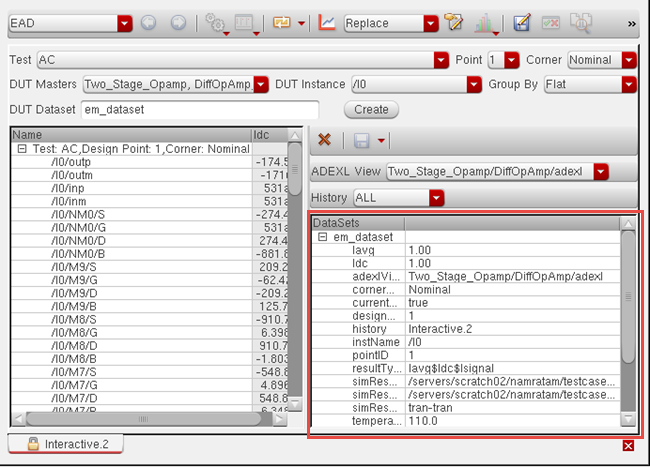 EAD Replace »
Test AC Point 1 Corner Nominal
DUT Masters Two_Stage_Opamp, DiffOpAmp, DUT Instance /I0 Group By Flat
DUT Dataset em_dataset Create
Name Idc
Test: AC,Design Point: 1,Corner: Nominal
/I0/outp -174.5
/I0/outm -171
/I0/inp 531a
/I0/inm 531a
/I0/NM0/S -274.4
/I0/NM0/G 531a
/I0/NM0/D 274.4
/I0/NM0/B -881.8
/I0/M9/S 209.2
/I0/M9/G -62.42
/I0/M9/D -209.2
/I0/M9/B 125.7
/I0/M8/S -910.7
/I0/M8/G 6.398
/I0/M8/D 910.7
/I0/M8/B -1.803
/I0/M7/S -548.8
/I0/M7/G 4.896
/I0/M7/D 548.8
/I0/M7/B 6.348
ADEXL View Two_Stage_Opamp/DiffOpAmp/adexl
History ALL
DataSets
em_dataset
Iavg 1.00
Idc 1.00
adexlVi... Two_Stage_Opamp/DiffOpAmp/adexl
corner... Nominal
current... true
design... 1
history Interactive.2
instName /I0
pointID 1
resultTy... Iavg$Idc$Isignal
simRes... /servers/scratch02/namratam/testcase...
simRes... /servers/scratch02/namratam/testcase...
simRes... tran-tran
tempera... 110.0
Interactive.2